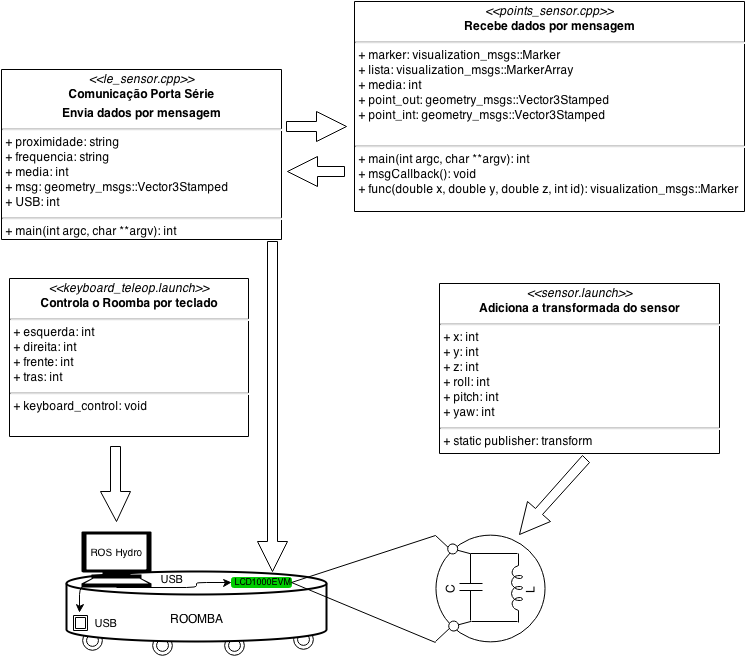 <<points_sensor.cpp>>
Recebe dados por mensagem
+ marker: visualization_msgs::Marker
+ lista: visualization_msgs::MarkerArray
+ media: int
+ point_out: geometry_msgs::Vector3Stamped
+ point_int: geometry_msgs::Vector3Stamped
+ main(int argc, char **argv): int
+ msgCallback(): void
+ func(double x, double y, double z, int id): visualization_msgs::Marker
<<le_sensor.cpp>>
Comunicação Porta Série
Envia dados por mensagem
+ proximidade: string
+ frequencia: string
+ media: int
+ msg: geometry_msgs::Vector3Stamped
+ USB: int
+ main(int argc, char **argv): int
<<keyboard_teleop.launch>>
Controla o Roomba por teclado
+ esquerda: int
+ direita: int
+ frente: int
+ tras: int
+ keyboard_control: void
<<sensor.launch>>
Adiciona a transformada do sensor
+ x: int
+ y: int
+ z: int
+ roll: int
+ pitch: int
+ yaw: int
+ static publisher: transform
ROS Hydro
USB
LCD1000EVM
USB
ROOMBA
C
L